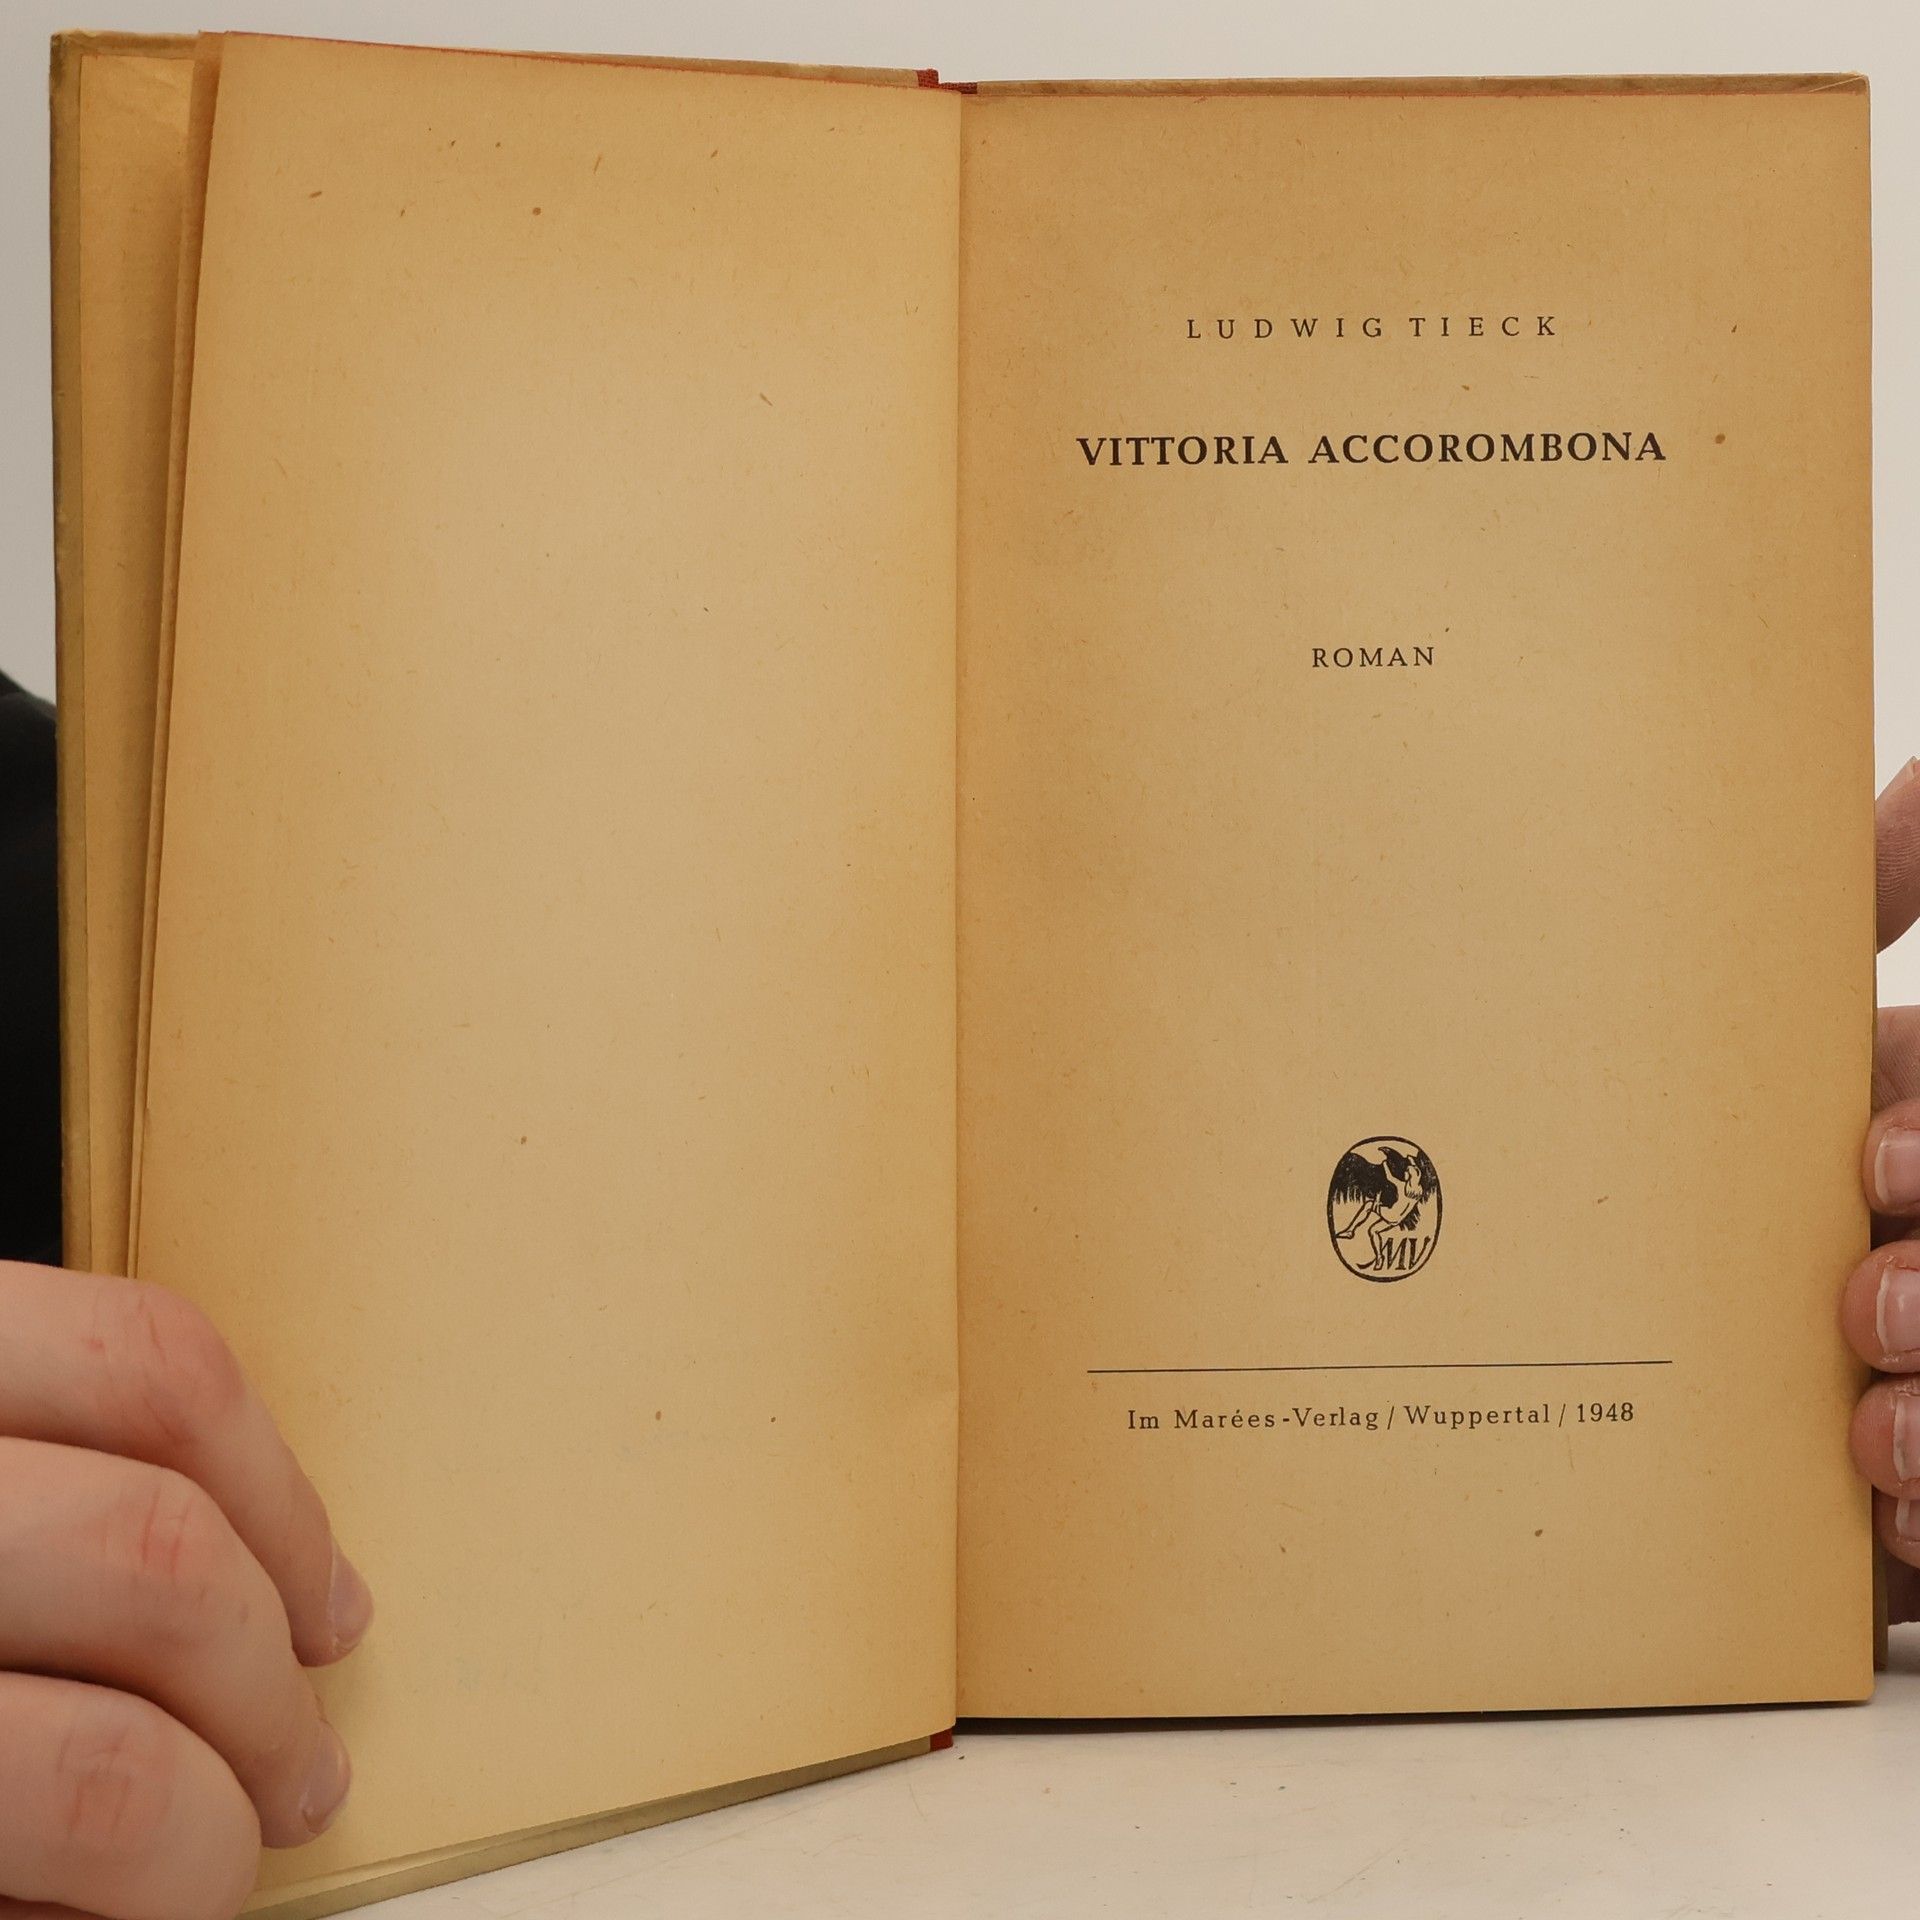 LUDWIG TIECK
VITTORIA ACCOROMBONA
ROMAN
MV
Im Marées-Verlag / Wuppertal / 1948